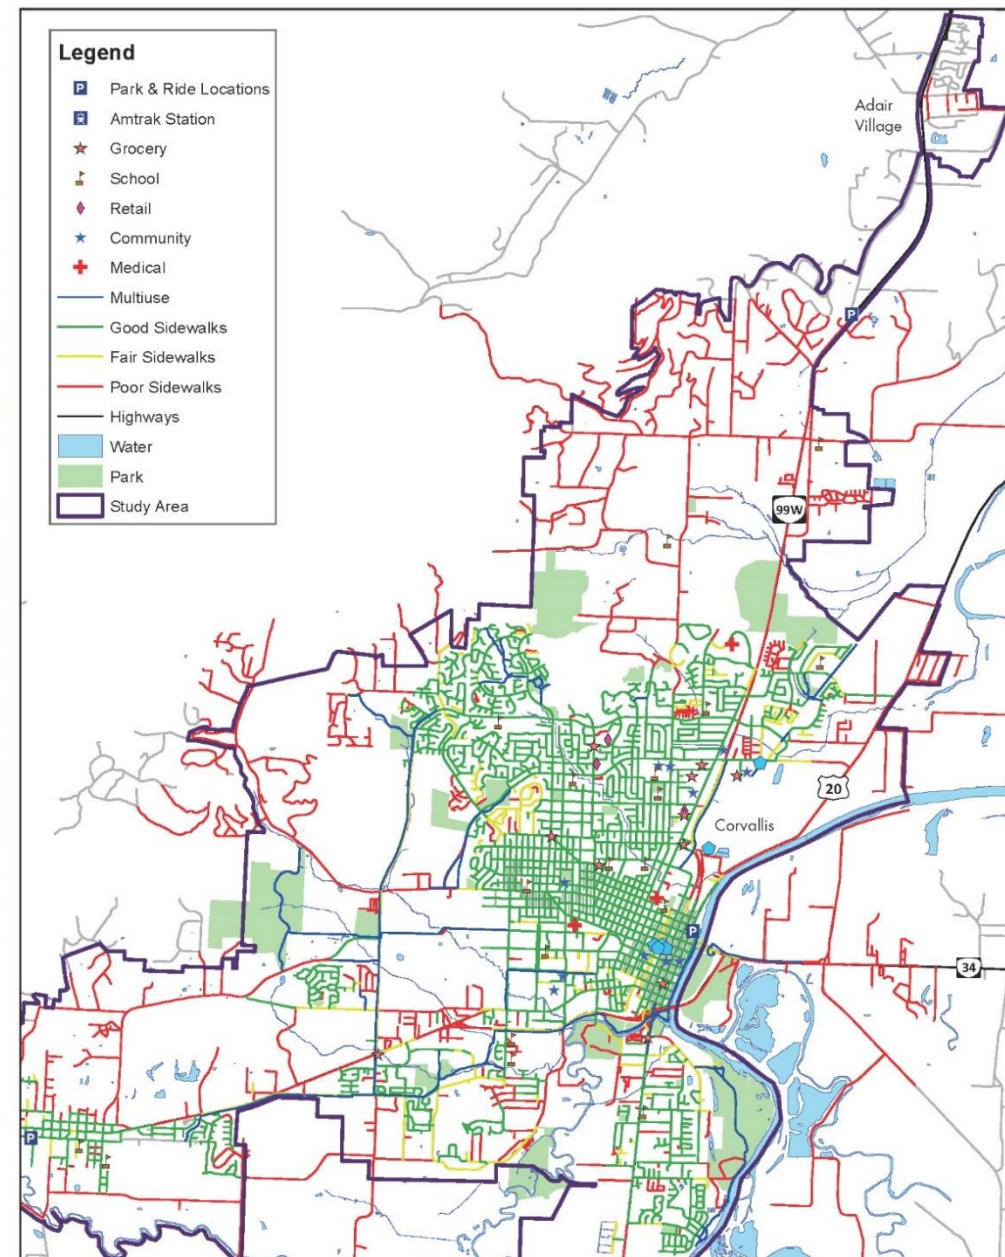 Legend
P Park & Ride Locations
Amtrak Station
Grocery
School
Retail
Community
Medical
Multiuse
Good Sidewalks
Fair Sidewalks
Poor Sidewalks
Highways
Water
Park
Study Area
Adair
Village
P
99W
20
Corvallis
P
34
P